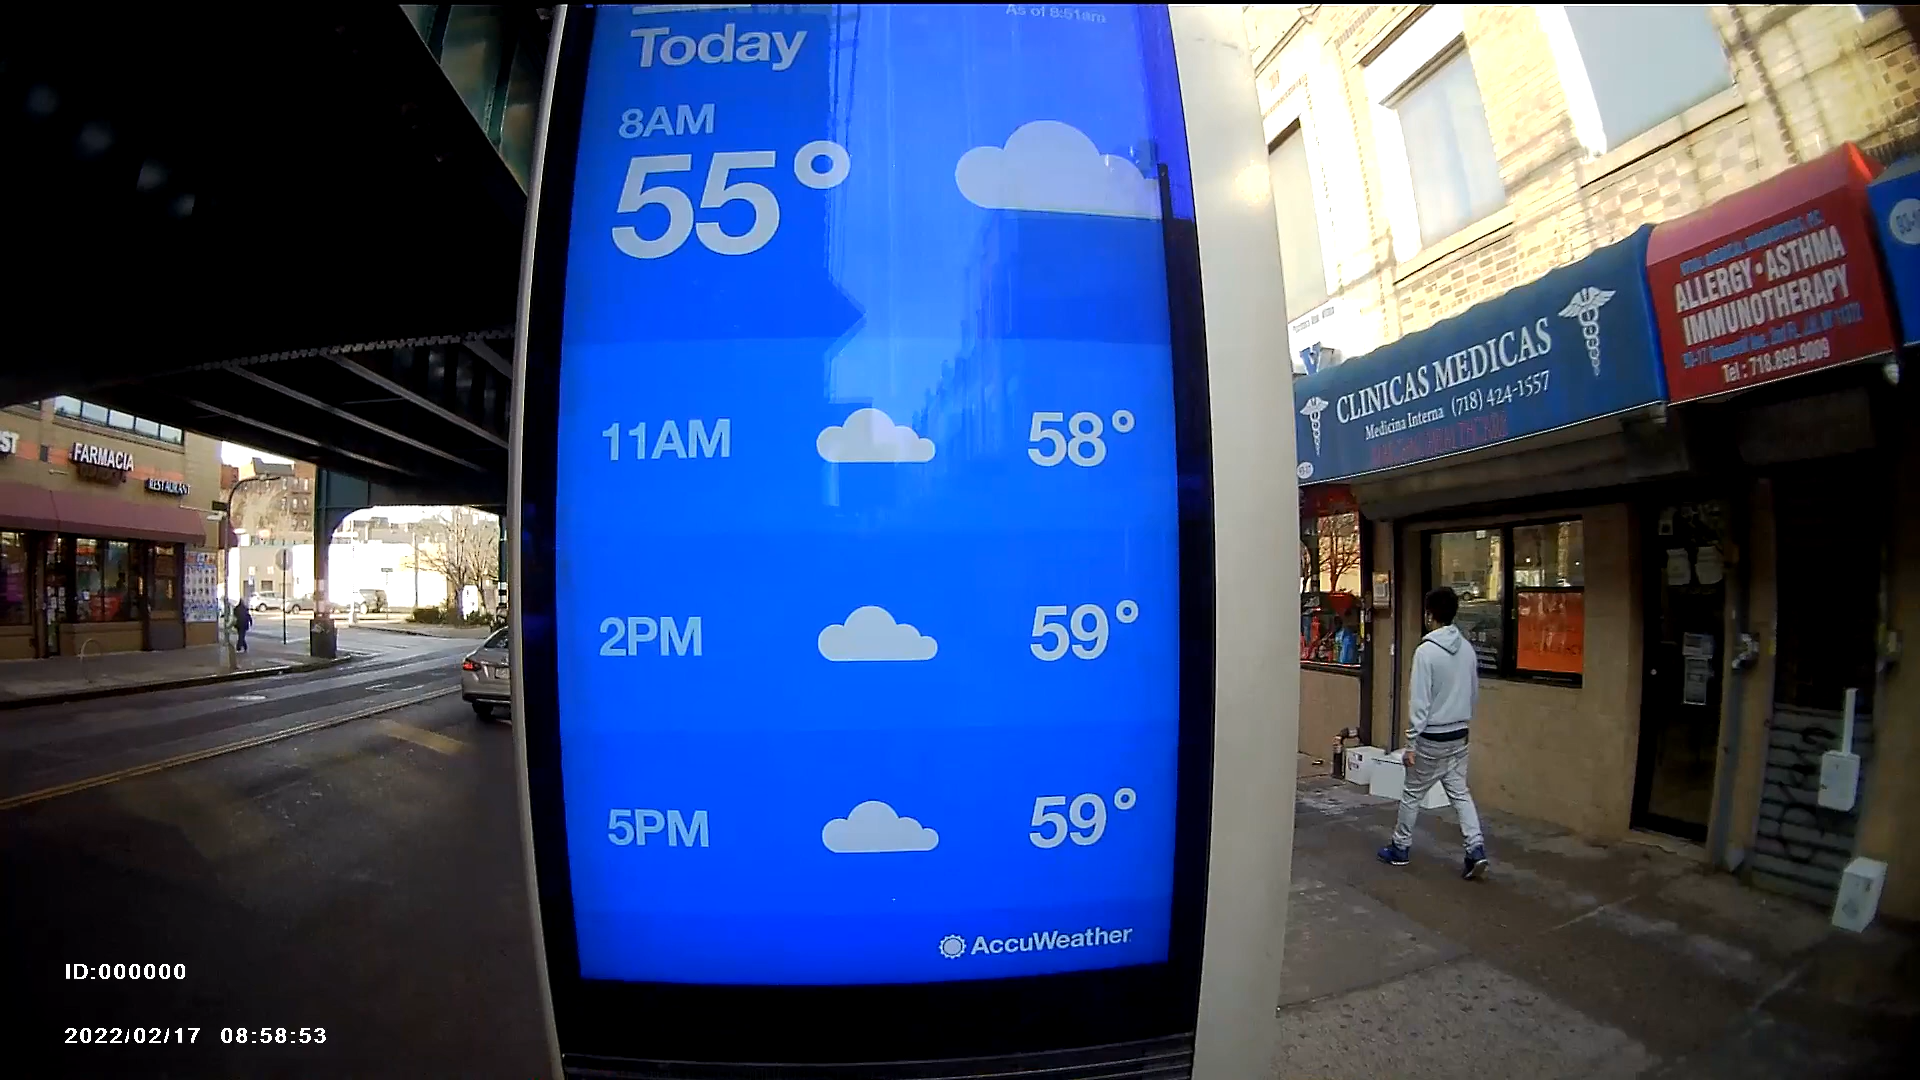 As of 8:51am
Today
8AM
55°
11AM
58°
2PM
59°
5PM
59°
AccuWeather
FARMACIA
RESTAURANT
CLINICAS MEDICAS
Medicina Interna (718) 424-1557
ALLERGY • ASTHMA
IMMUNOTHERAPY
Tel : 718.899.9009
ID:000000
2022/02/17 08:58:53